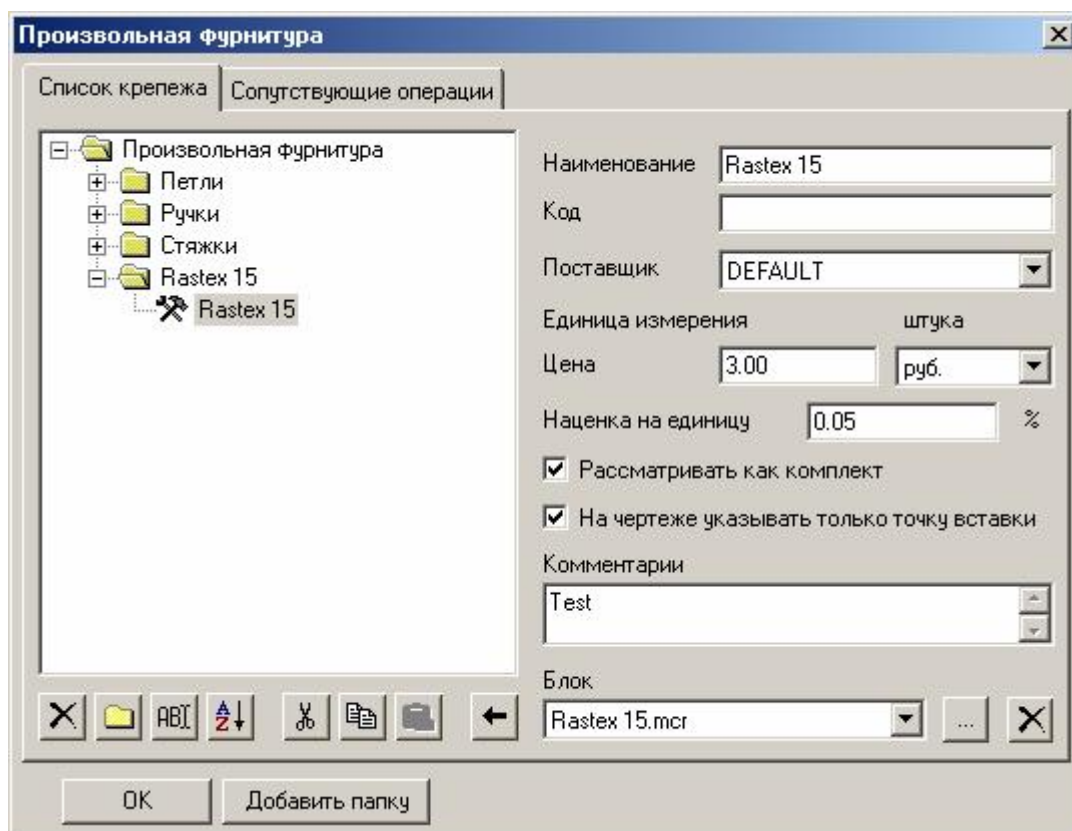 Произвольная фурнитура
Список крепежа
Сопутствующие операции
Произвольная фурнитура
Петли
Ручки
Стяжки
Rastex 15
Rastex 15
Наименование Rastex 15
Код
Поставщик DEFAULT
Единица измерения штука
Цена 3.00 руб.
Наценка на единицу 0.05 %
Рассматривать как комплект
На чертеже указывать только точку вставки
Комментарии
Test
Блок
Rastex 15.mcr ...
ABI AZ
OK Добавить папку